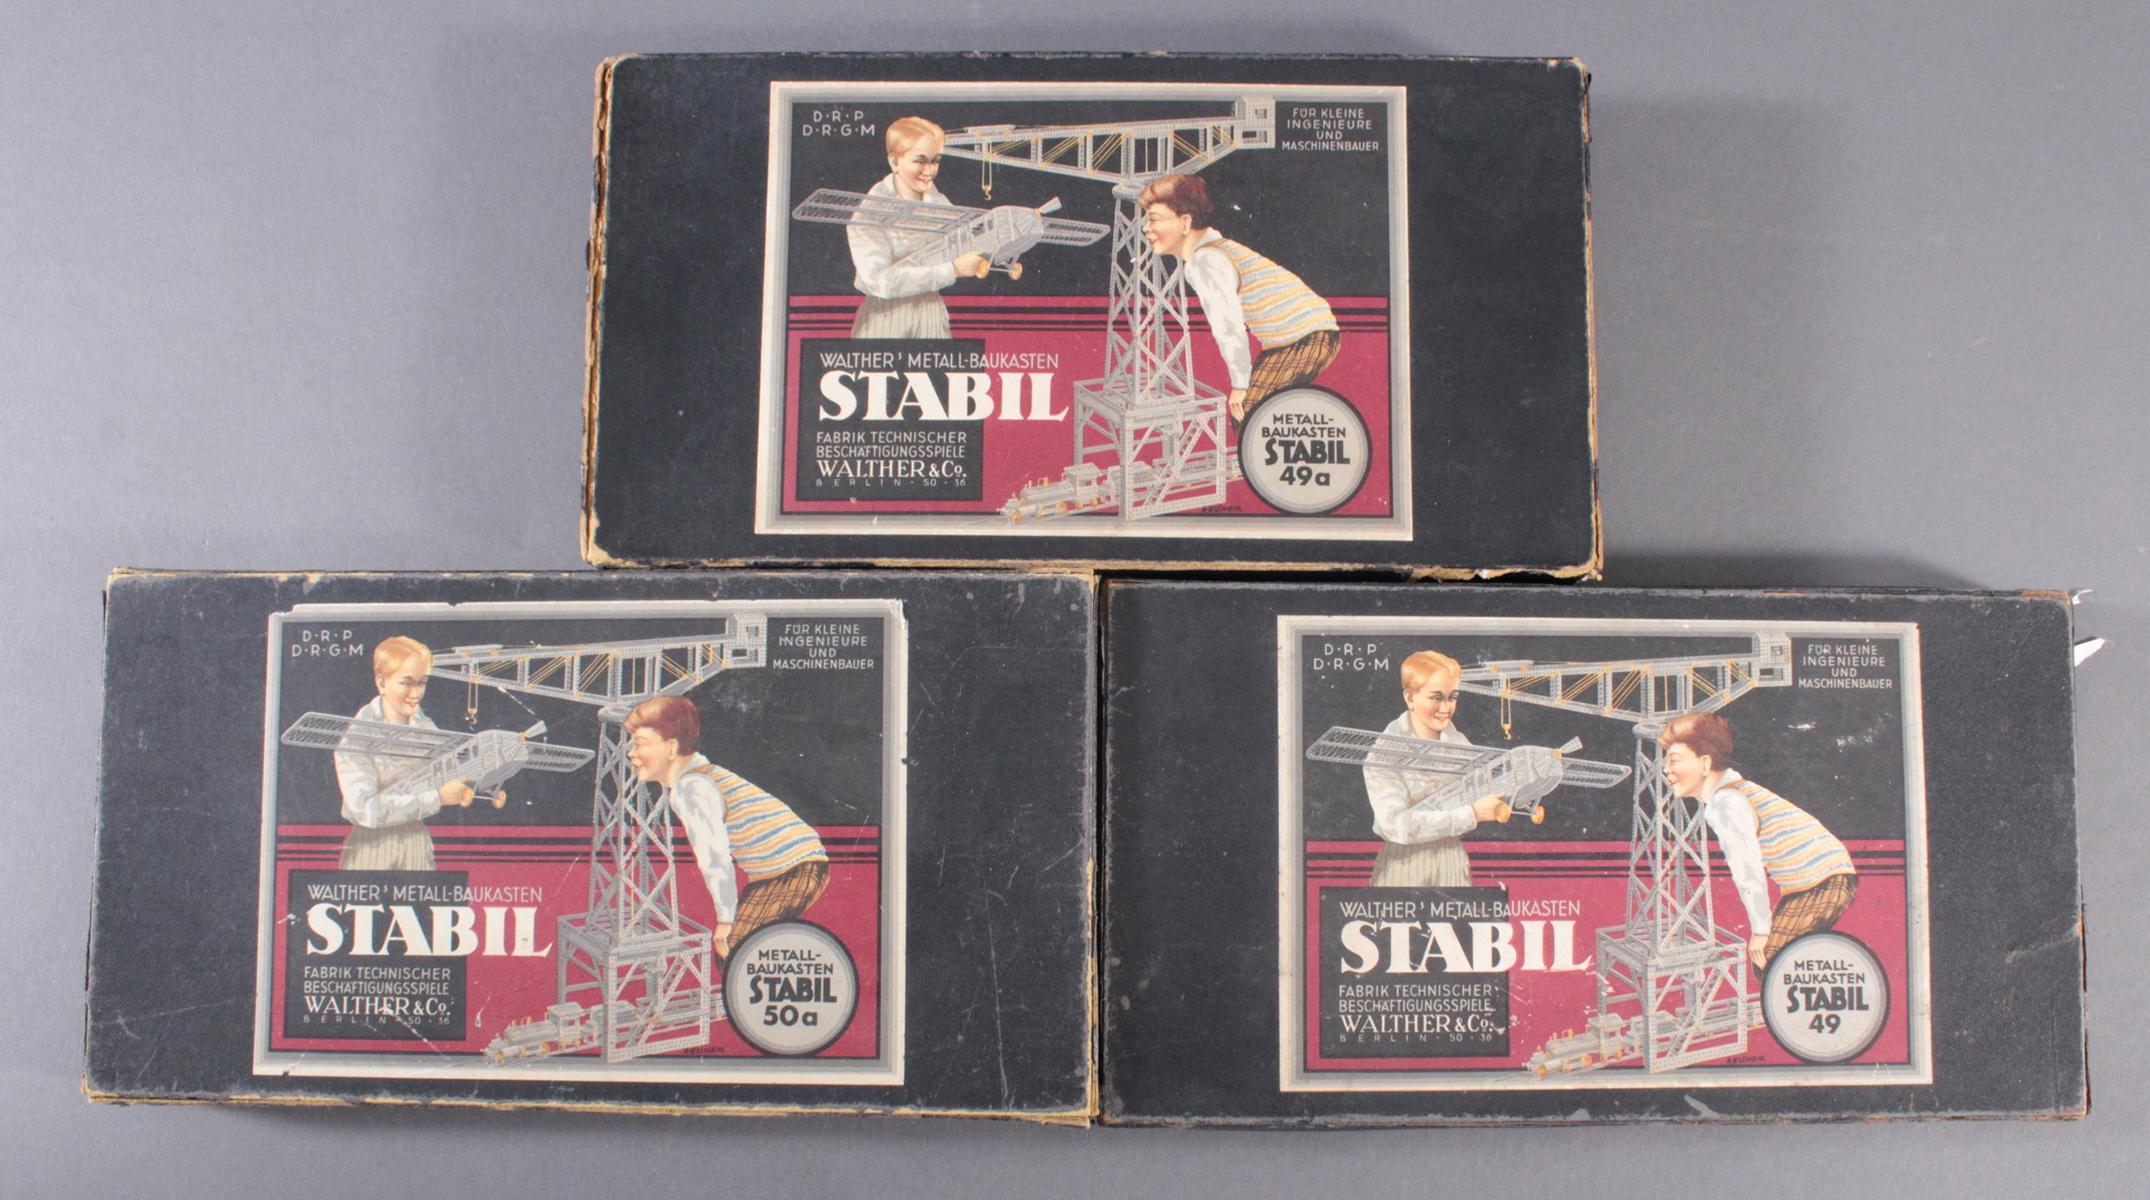 D·R·P
D·R·G·M
FÜR KLEINE
INGENIEURE
UND
MASCHINENBAUER
WALTHER' METALL-BAUKASTEN
STABIL
FABRIK TECHNISCHER
BESCHÄFTIGUNGSSPIELE
WALTHER & Co.
BERLIN · SO · 36
METALL-
BAUKASTEN
STABIL
49a
D·R·P
D·R·G·M
FÜR KLEINE
INGENIEURE
UND
MASCHINENBAUER
WALTHER' METALL-BAUKASTEN
STABIL
FABRIK TECHNISCHER
BESCHÄFTIGUNGSSPIELE
WALTHER & Co.
BERLIN · SO · 36
METALL-
BAUKASTEN
STABIL
50a
D·R·P
D·R·G·M
FÜR KLEINE
INGENIEURE
UND
MASCHINENBAUER
WALTHER' METALL-BAUKASTEN
STABIL
FABRIK TECHNISCHER
BESCHÄFTIGUNGSSPIELE
WALTHER & Co.
BERLIN · SO · 36
METALL-
BAUKASTEN
STABIL
49